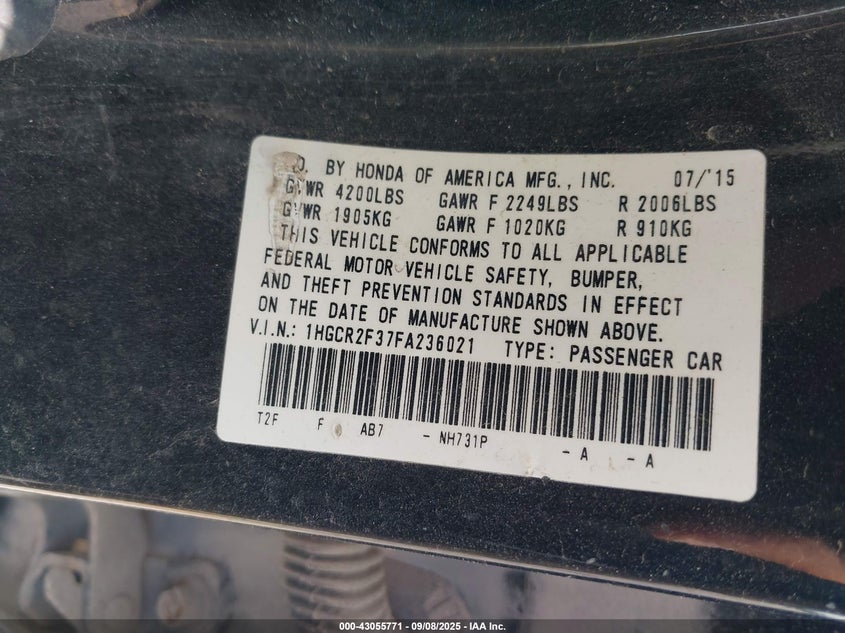 D. BY HONDA OF AMERICA MFG., INC. 07/'15
GVWR 4200LBS GAWR F 2249LBS R 2006LBS
GVWR 1905KG GAWR F 1020KG R 910KG
THIS VEHICLE CONFORMS TO ALL APPLICABLE
FEDERAL MOTOR VEHICLE SAFETY, BUMPER,
AND THEFT PREVENTION STANDARDS IN EFFECT
ON THE DATE OF MANUFACTURE SHOWN ABOVE.
V.I.N.: 1HGCR2F37FA236021 TYPE: PASSENGER CAR
T2F F AB7 - NH731P - A - A
000-43055771 - 09/08/2025 - IAA Inc.